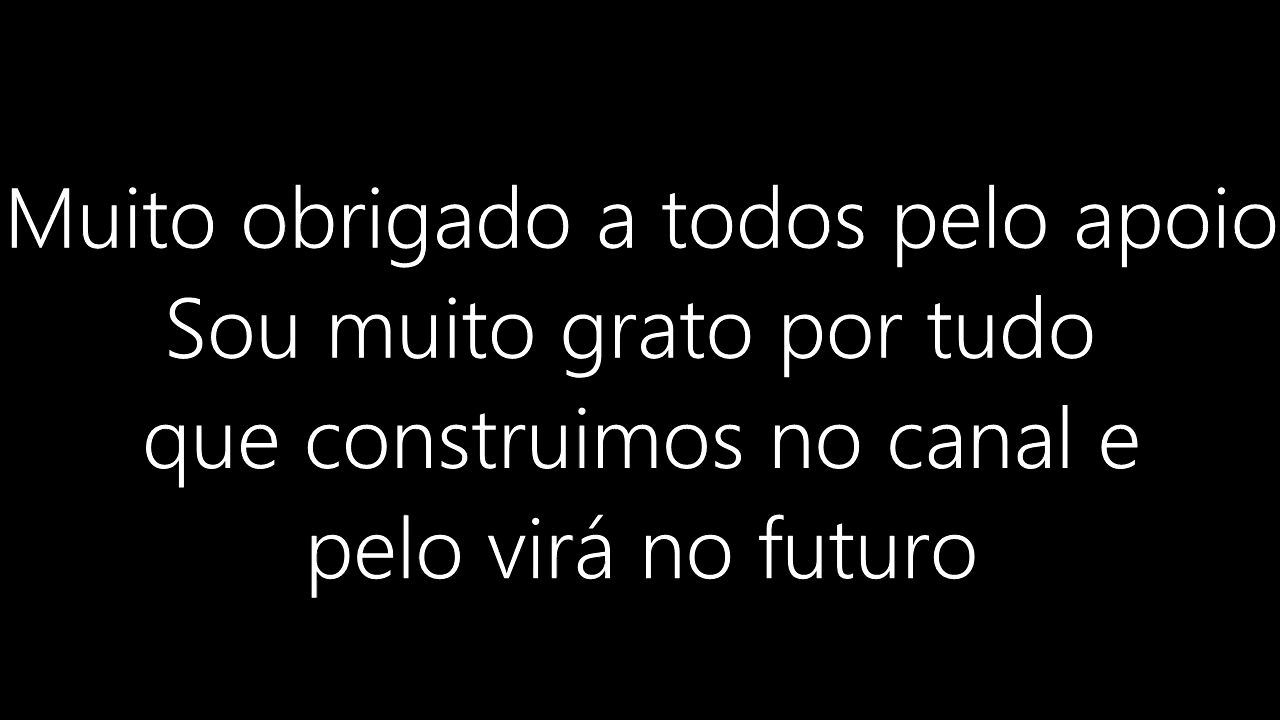 Muito obrigado a todos pelo apoio
Sou muito grato por tudo
que construimos no canal e
pelo virá no futuro